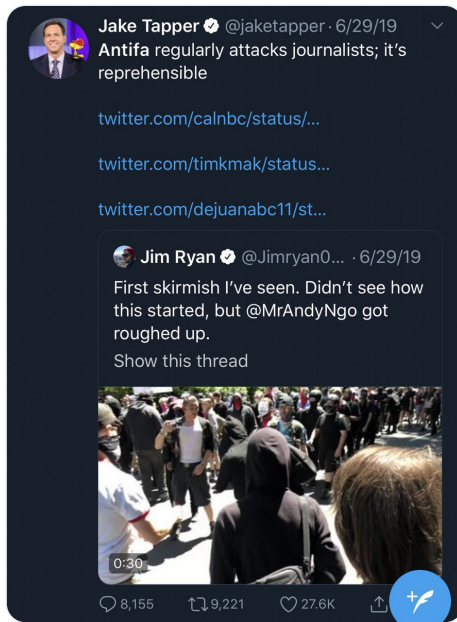 Jake Tapper @jaketapper · 6/29/19
Antifa regularly attacks journalists; it's
reprehensible
twitter.com/calnbc/status/...
twitter.com/timkmak/status...
twitter.com/dejuanabc11/st...
Jim Ryan @Jimryan0... · 6/29/19
First skirmish I've seen. Didn't see how
this started, but @MrAndyNgo got
roughed up.
Show this thread
0:30
8,155 9,221 27.6K